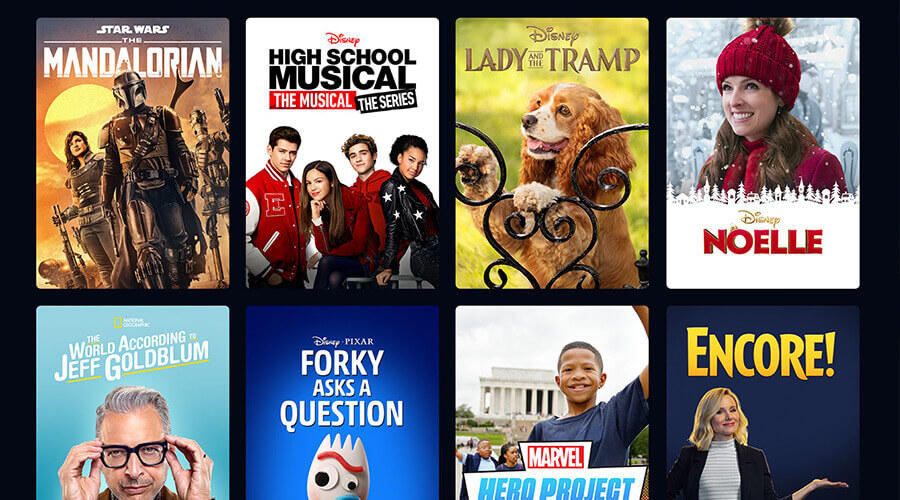 STAR WARS
THE
MANDALORIAN
Disney
HIGH SCHOOL
MUSICAL
THE MUSICAL THE SERIES
E
Disney
LADY AND THE TRAMP
Disney
NOELLE
NATIONAL
GEOGRAPHIC
THE
WORLD ACCORDING TO
JEFF GOLDBLUM
Disney • PIXAR
FORKY
ASKS A
QUESTION
MARVEL
HERO PROJECT
ENCORE!